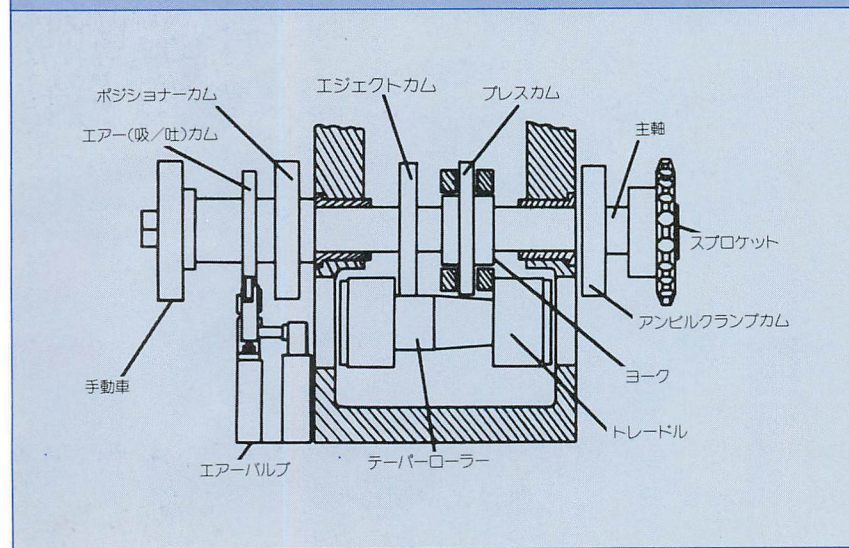 エジェクトカム
プレスカム
ポジショナーカム
主軸
エアー(吸／吐)カム
スプロケット
アンビルクランプカム
ヨーク
手動車
トレードル
テーパーローラー
エアーバルブ